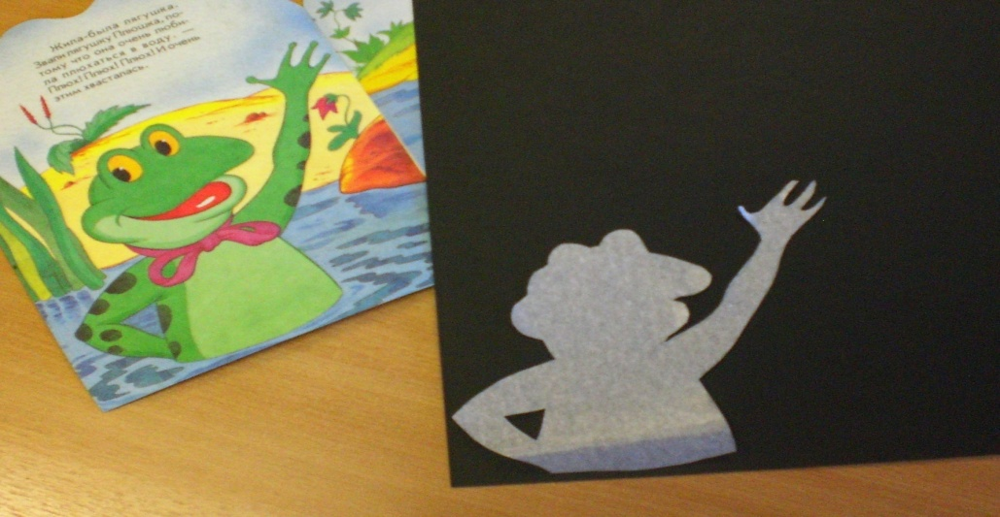 Жила-была лягушка.
Звали лягушку Плюшка, по-
тому что она очень люби-
ла плюхаться в воду. —
Плюх! Плюх! Плюх! И очень
этим хвасталась.